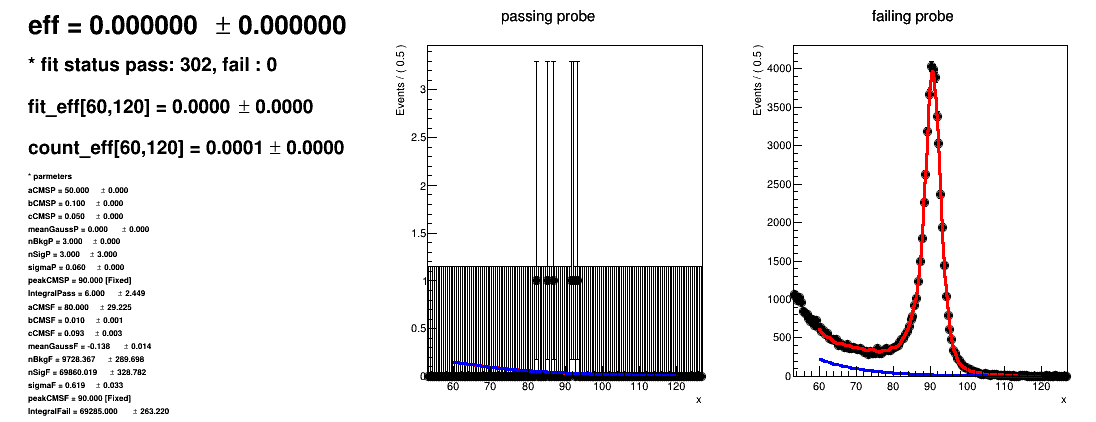 eff = 0.000000 ± 0.000000
* fit status pass: 302, fail : 0
fit_eff[60,120] = 0.0000 ± 0.0000
count_eff[60,120] = 0.0001 ± 0.0000
* parmeters
aCMSP = 50.000 ± 0.000
bCMSP = 0.100 ± 0.000
cCMSP = 0.050 ± 0.000
meanGaussP = 0.000 ± 0.000
nBkgP = 3.000 ± 0.000
nSigP = 3.000 ± 3.000
sigmaP = 0.060 ± 0.000
peakCMSP = 90.000 [Fixed]
IntegralPass = 6.000 ± 2.449
aCMSF = 80.000 ± 29.225
bCMSF = 0.010 ± 0.001
cCMSF = 0.093 ± 0.003
meanGaussF = -0.138 ± 0.014
nBkgF = 9728.367 ± 289.698
nSigF = 69860.019 ± 328.782
sigmaF = 0.619 ± 0.033
peakCMSF = 90.000 [Fixed]
IntegralFail = 69285.000 ± 263.220
passing probe
Events / ( 0.5 )
3
2.5
2
1.5
1
0.5
0
60 70 80 90 100 110 120
x
failing probe
Events / ( 0.5 )
4000
3500
3000
2500
2000
1500
1000
500
0
60 70 80 90 100 110 120
x